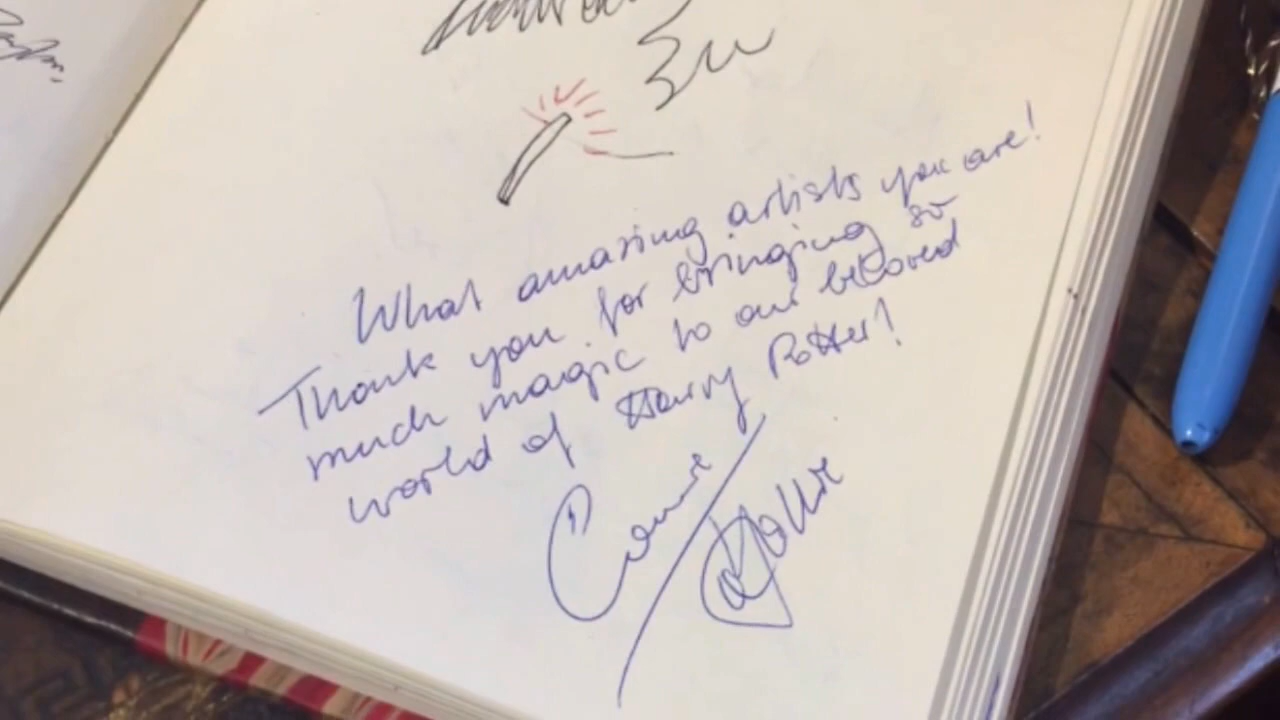 What amazing artists you are!
Thank you for bringing so
much magic to our beloved
world of Harry Potter!